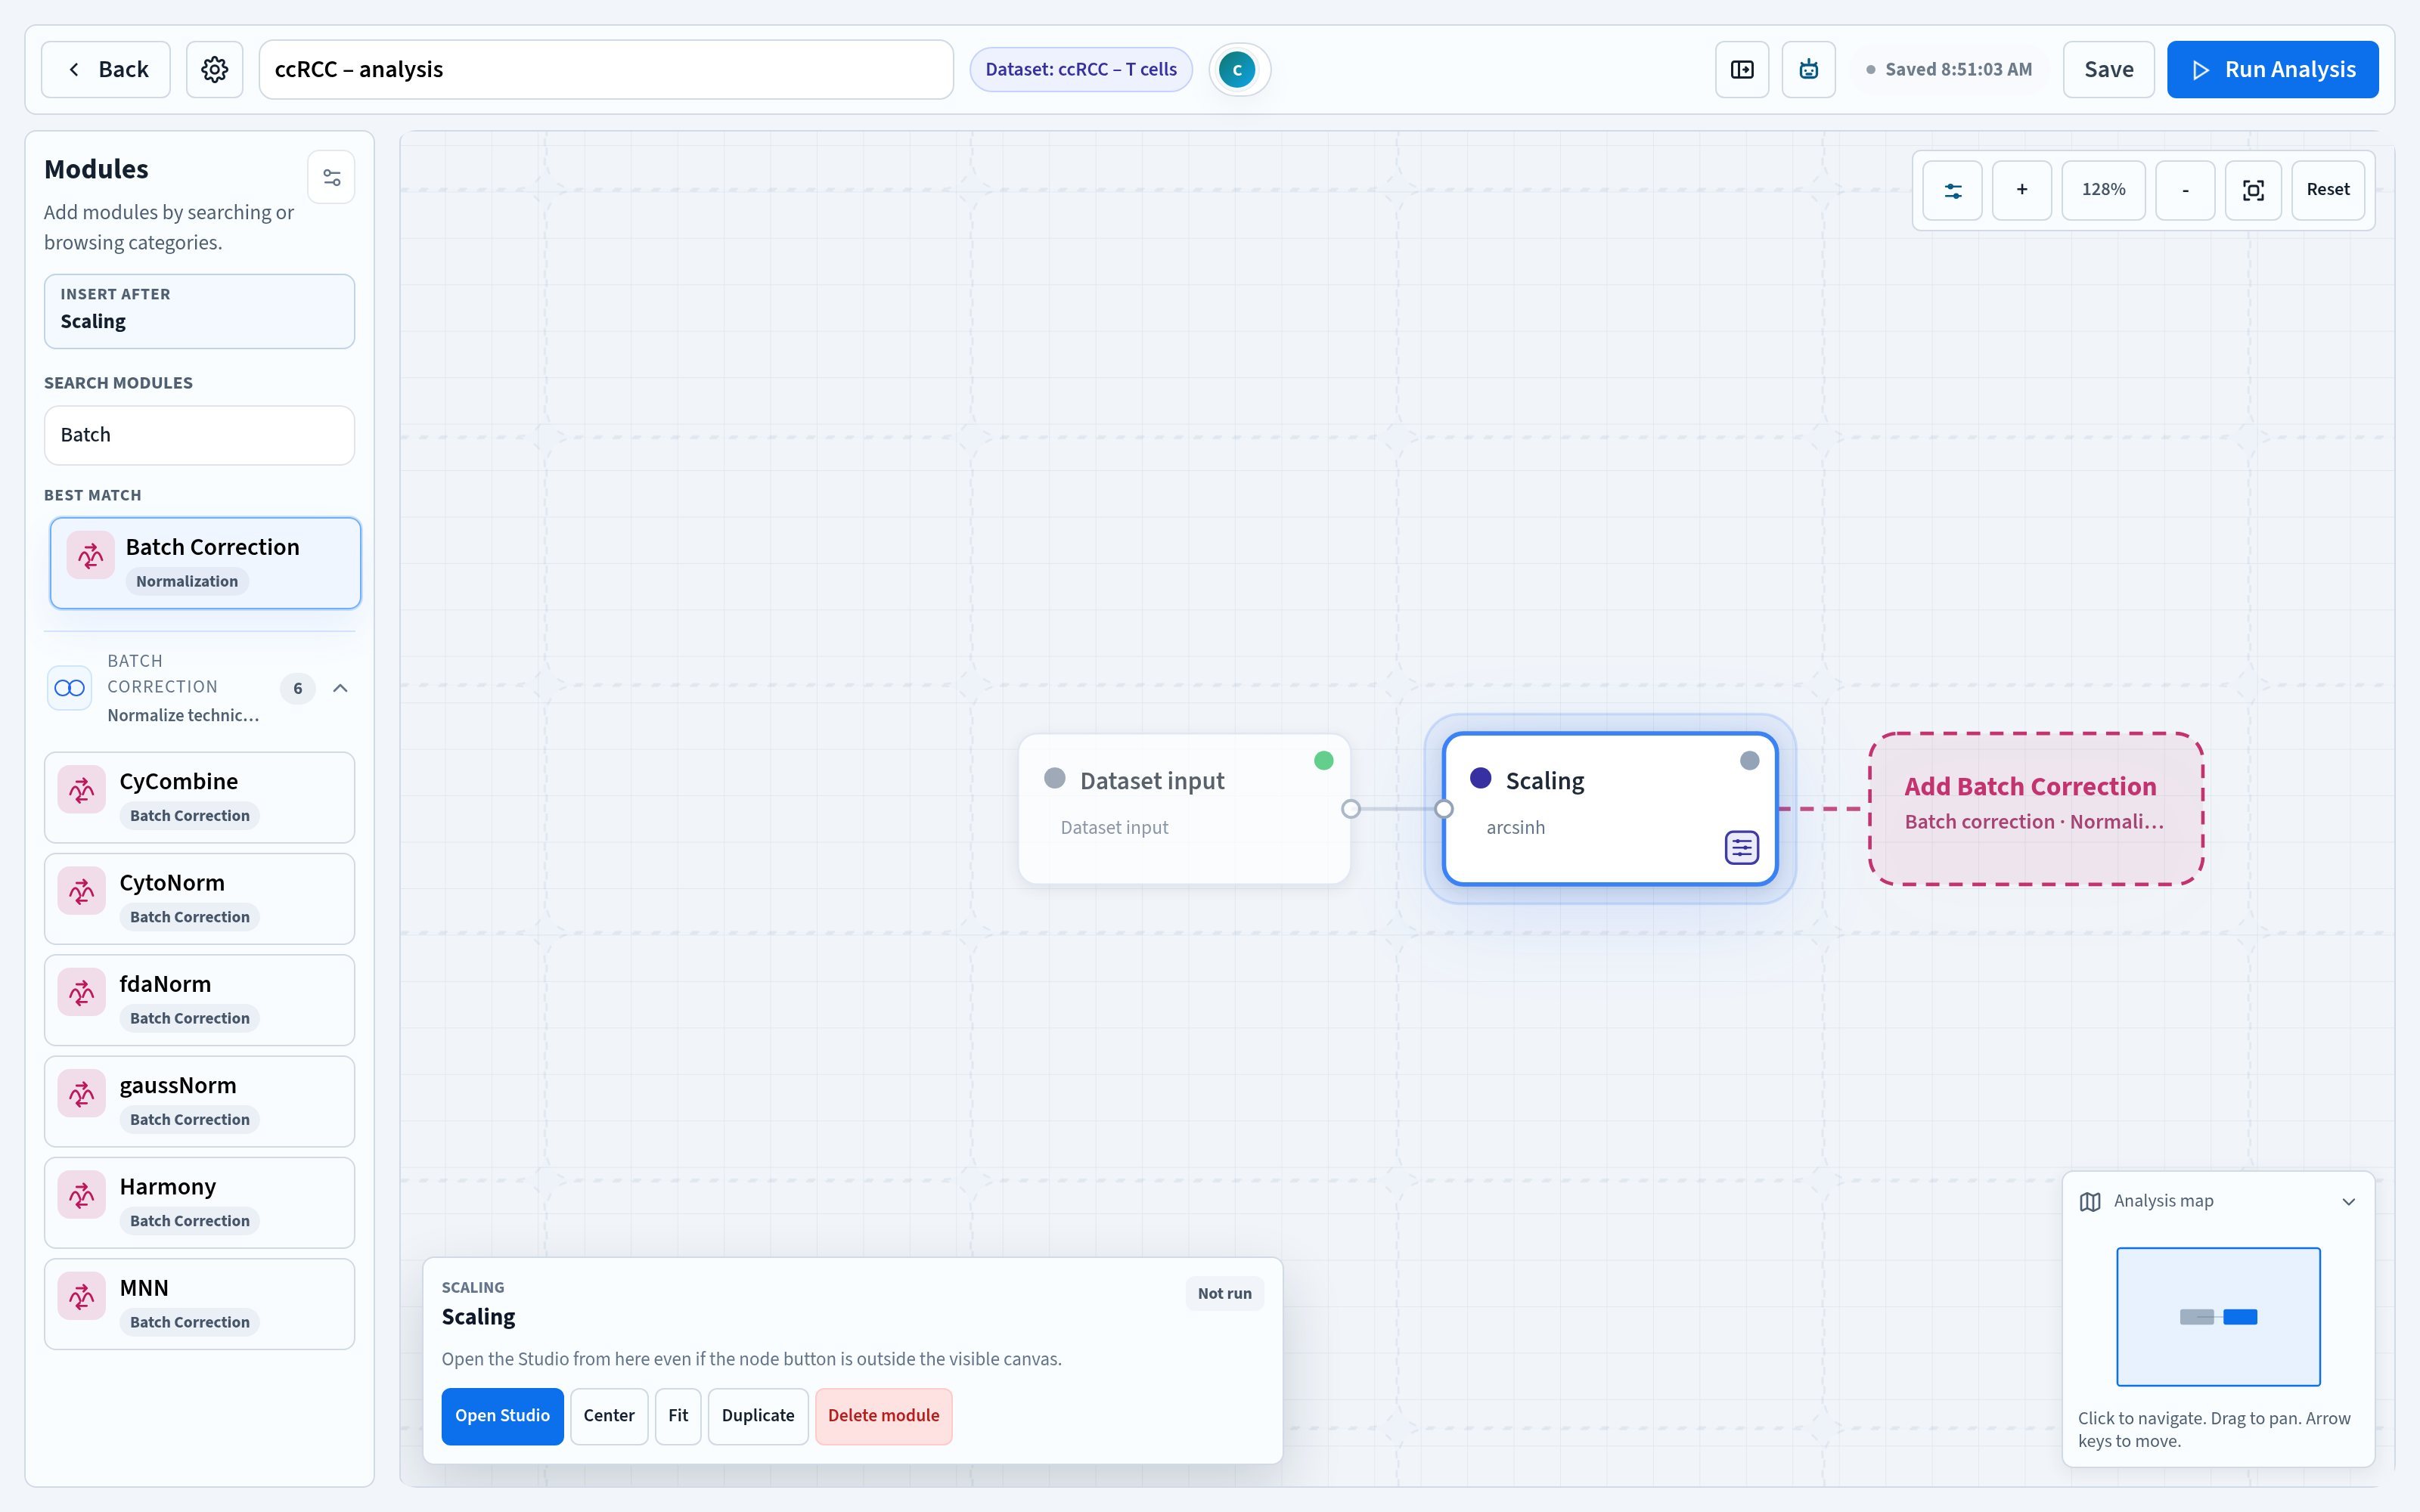 Back
ccRCC – analysis
Dataset: ccRCC – T cells
C
Saved 8:51:03 AM
Save
Run Analysis
Modules
Add modules by searching or
browsing categories.
INSERT AFTER
Scaling
SEARCH MODULES
Batch
BEST MATCH
Batch Correction
Normalization
BATCH
CORRECTION
6
Normalize technic...
CyCombine
Batch Correction
CytoNorm
Batch Correction
fdaNorm
Batch Correction
gaussNorm
Batch Correction
Harmony
Batch Correction
MNN
Batch Correction
+
128%
-
Reset
Dataset input
Dataset input
Scaling
arcsinh
Add Batch Correction
Batch correction · Normali...
SCALING
Scaling
Not run
Open the Studio from here even if the node button is outside the visible canvas.
Open Studio
Center
Fit
Duplicate
Delete module
Analysis map
Click to navigate. Drag to pan. Arrow
keys to move.